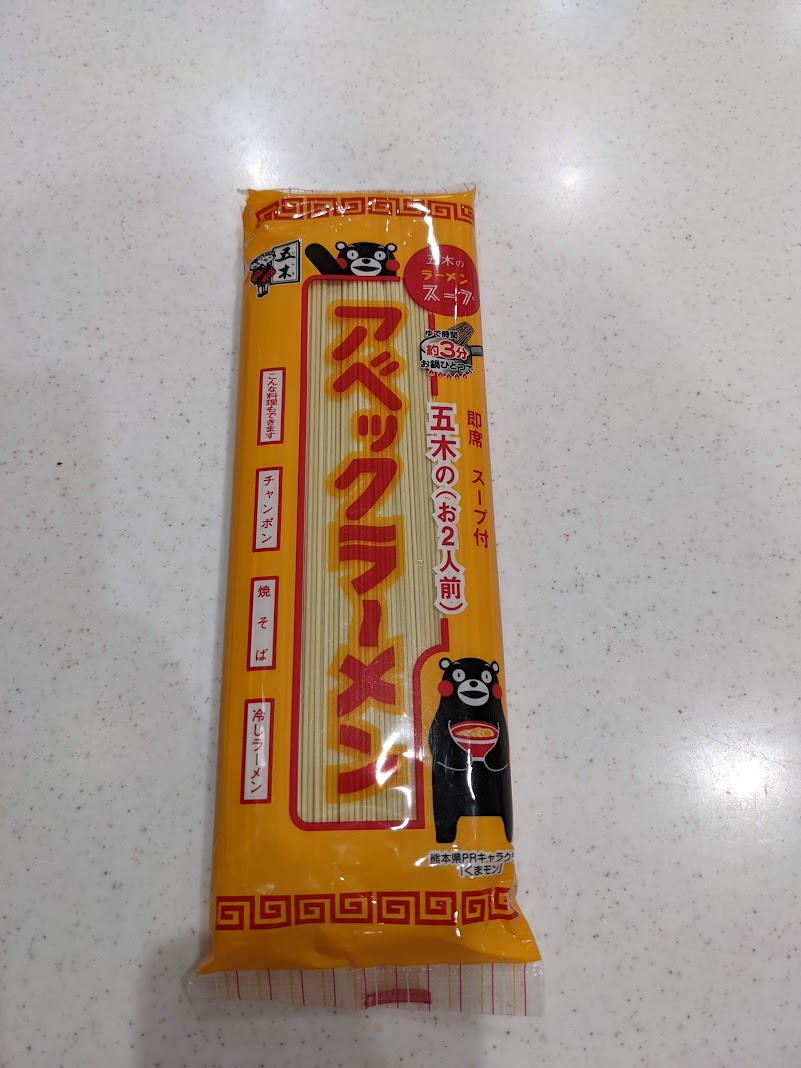 五木
五木の
ラーメン
スープ
ゆで時間
約3分
お鍋ひとつで
アベックラーメン
即席 スープ付
五木の(お2人前)
こんな料理もできます
チャンポン
焼そば
冷しラーメン
熊本県PRキャラク
「くまモン」